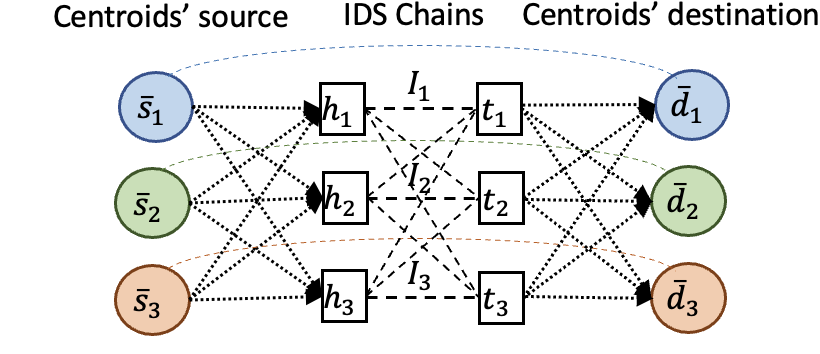 Centroids’ source IDS Chains Centroids’ destination
s̄₁ h₁ I₁ t₁ d̄₁
s̄₂ h₂ I₂ t₂ d̄₂
s̄₃ h₃ I₃ t₃ d̄₃